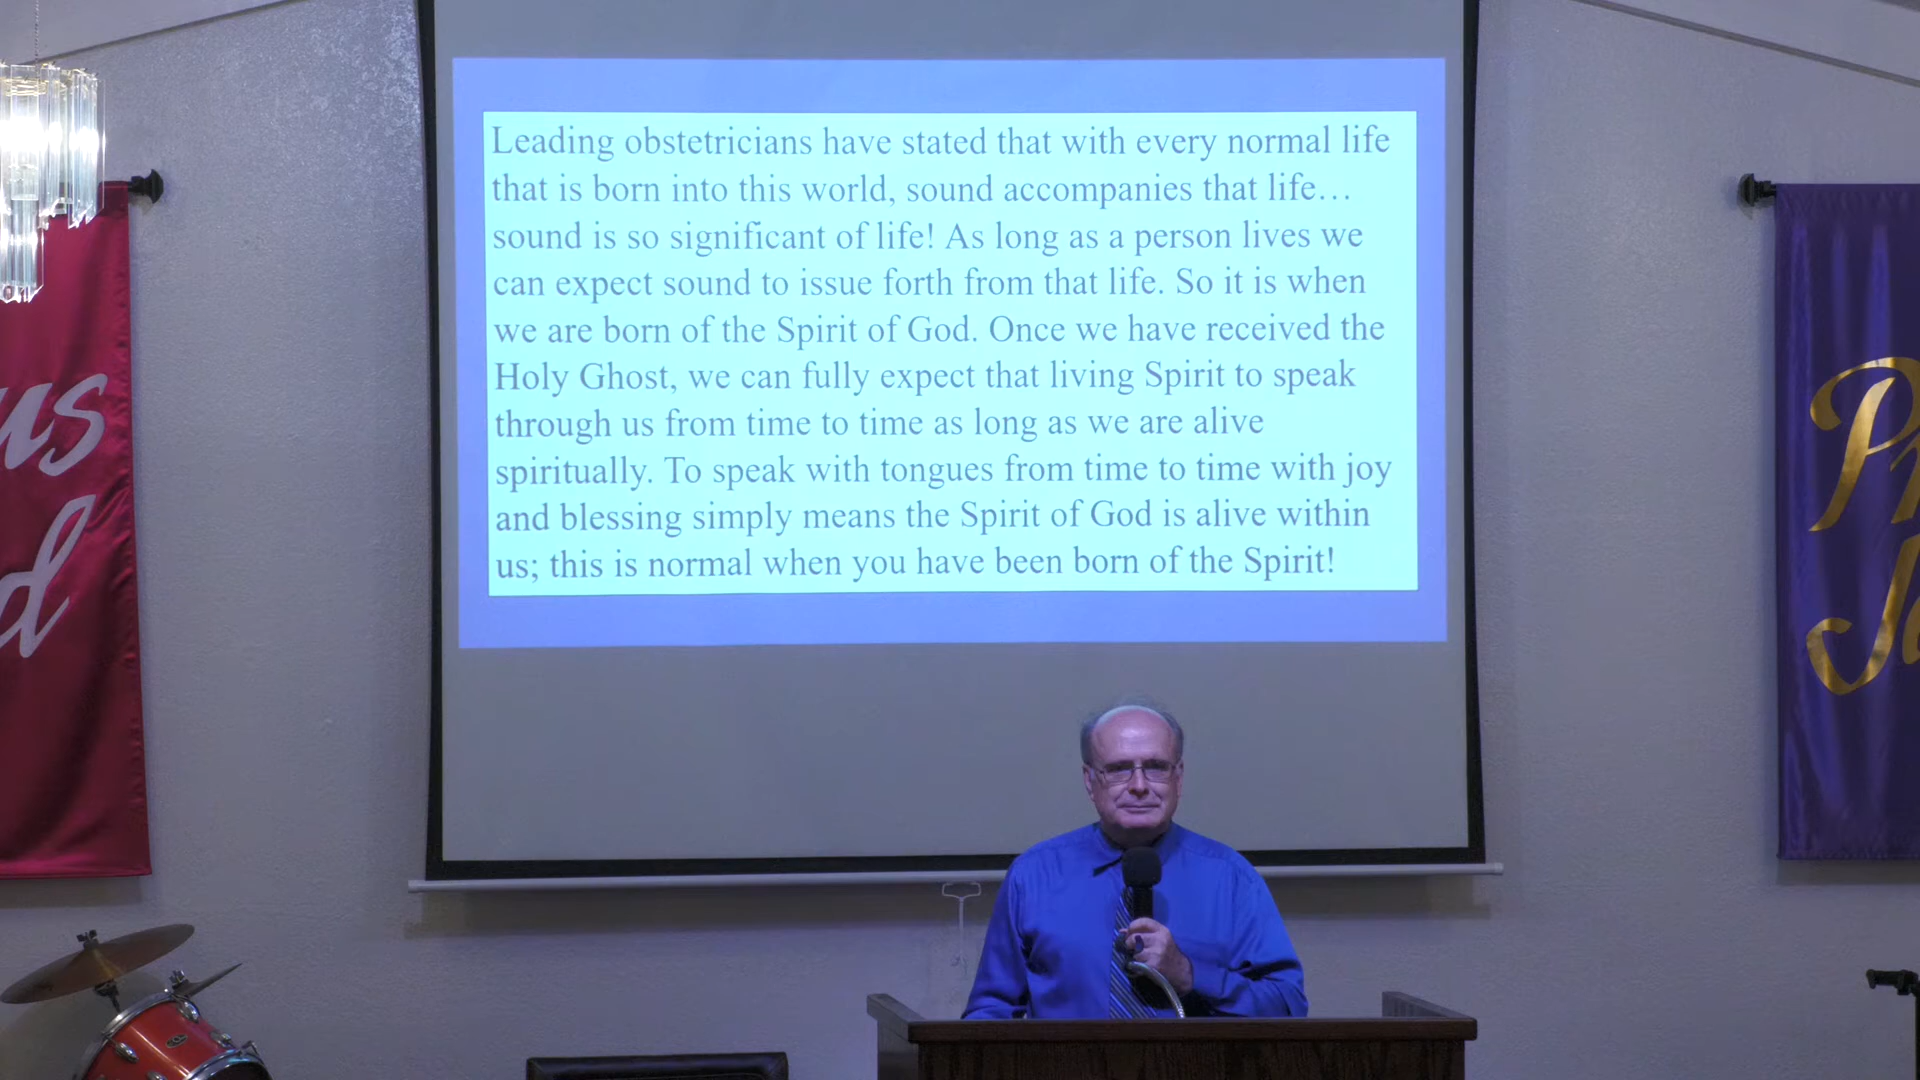 Leading obstetricians have stated that with every normal life
that is born into this world, sound accompanies that life…
sound is so significant of life! As long as a person lives we
can expect sound to issue forth from that life. So it is when
we are born of the Spirit of God. Once we have received the
Holy Ghost, we can fully expect that living Spirit to speak
through us from time to time as long as we are alive
spiritually. To speak with tongues from time to time with joy
and blessing simply means the Spirit of God is alive within
us; this is normal when you have been born of the Spirit!
us
d